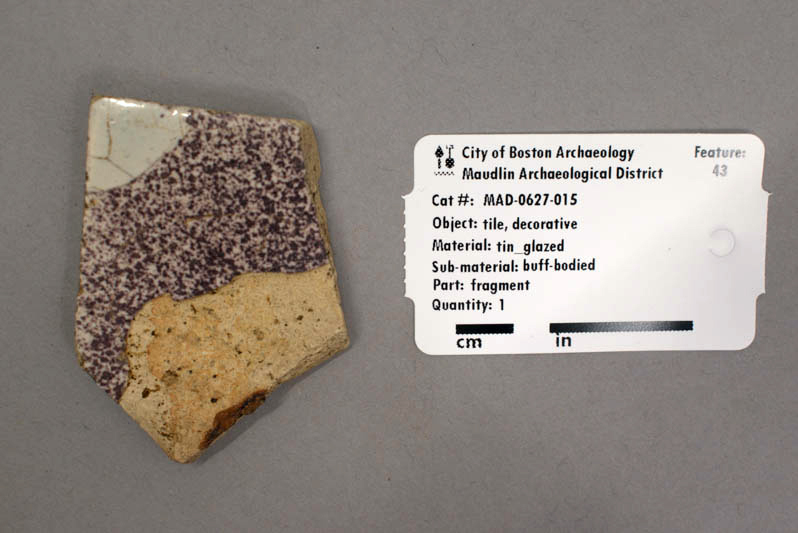 City of Boston Archaeology
Maudlin Archaeological District
Feature:
43
Cat #: MAD-0627-015
Object: tile, decorative
Material: tin_glazed
Sub-material: buff-bodied
Part: fragment
Quantity: 1
cm
in